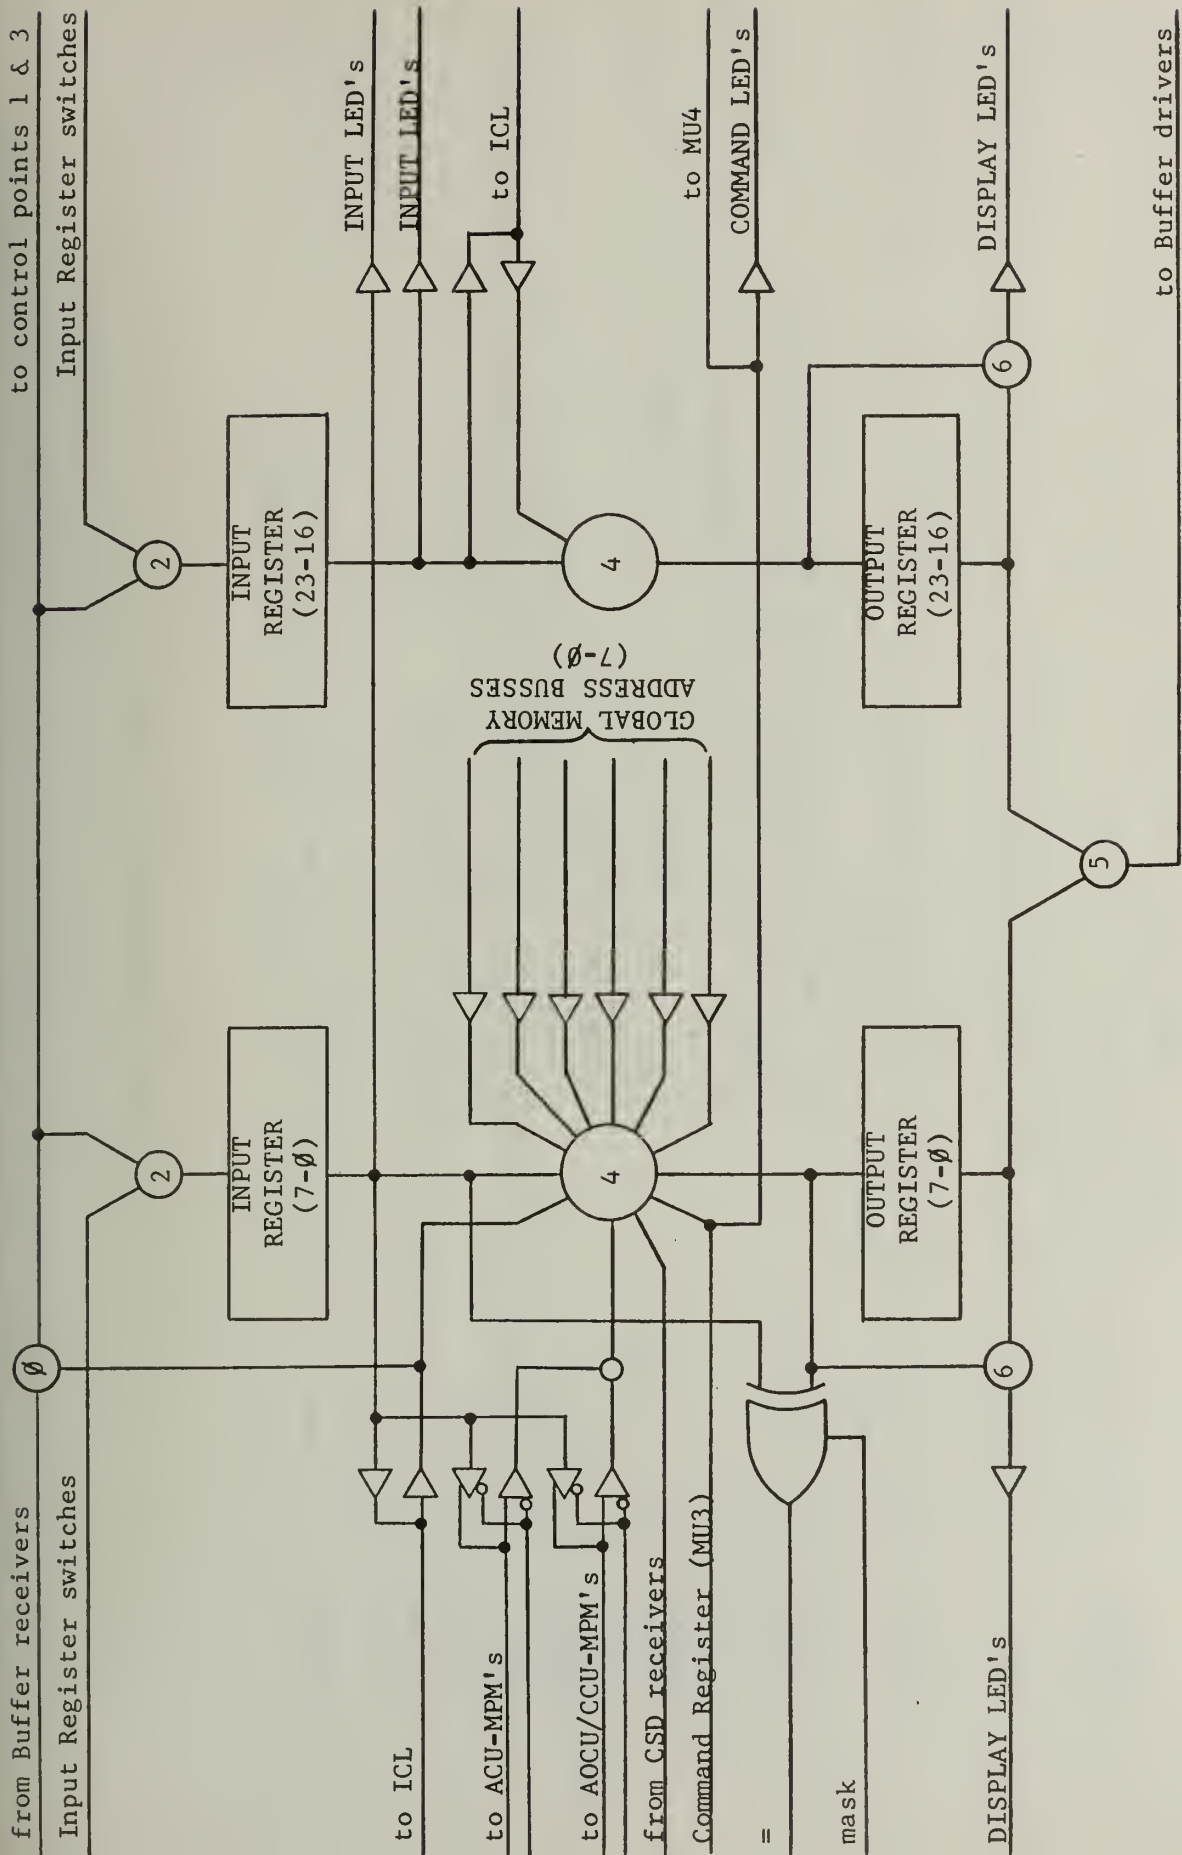 from Buffer receivers
Input Register switches
to control points 1 & 3
Input Register switches
Ø
2
2
INPUT
REGISTER
(7-Ø)
INPUT
REGISTER
(23-16)
INPUT LED's
INPUT LED's
to ICL
to ICL
to ACU-MPM's
to AOCU/CCU-MPM's
from CSD receivers
Command Register (MU3)
=
mask
4
GLOBAL MEMORY
ADDRESS BUSSES
(7-Ø)
4
to MU4
COMMAND LED's
OUTPUT
REGISTER
(7-Ø)
OUTPUT
REGISTER
(23-16)
6
6
DISPLAY LED's
DISPLAY LED's
5
to Buffer drivers